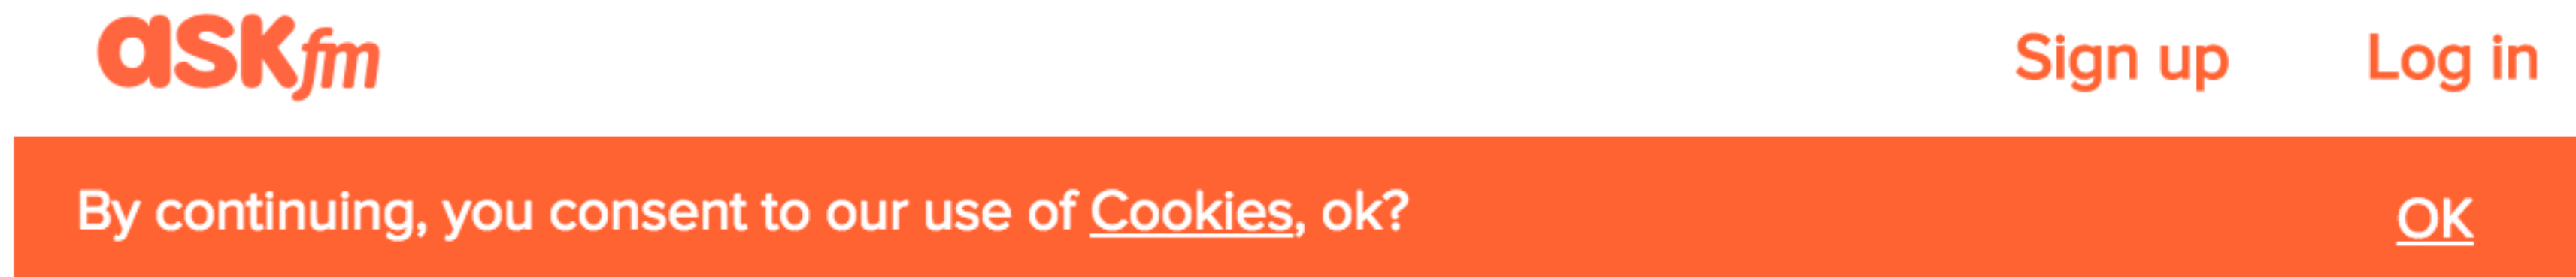 askfm
Sign up
Log in
By continuing, you consent to our use of Cookies, ok?
OK